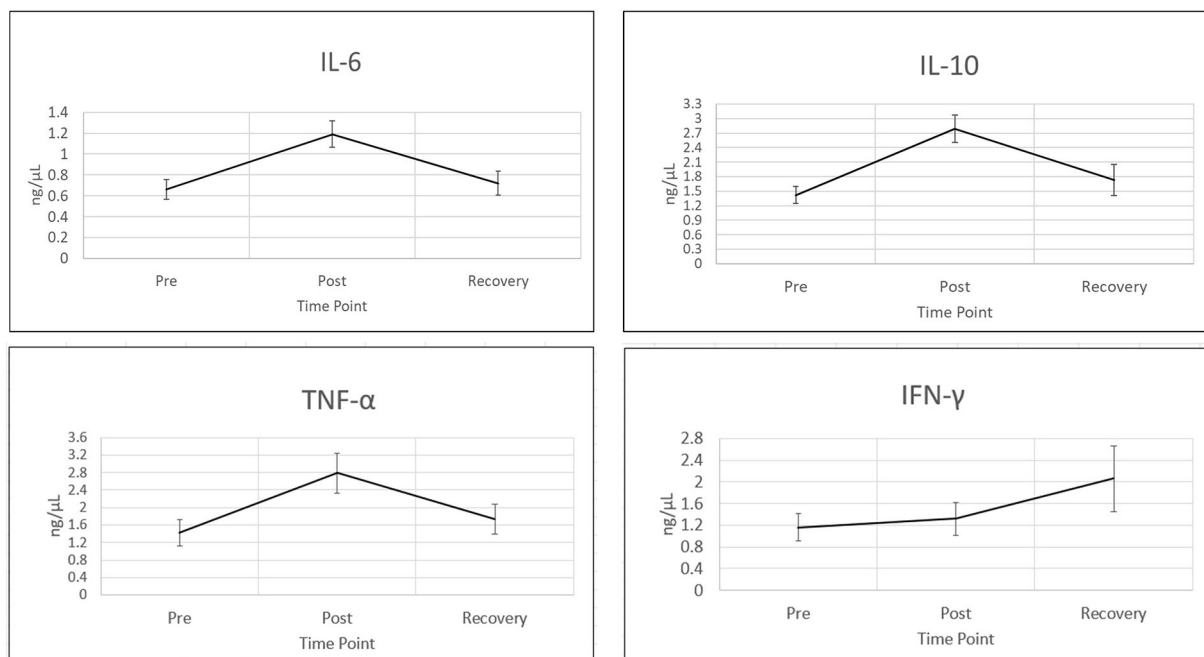 IL-6
ng/µL
1.4
1.2
1
0.8
0.6
0.4
0.2
0
Pre Post Recovery
Time Point
IL-10
ng/µL
3.3
3
2.7
2.4
2.1
1.8
1.5
1.2
0.9
0.6
0.3
0
Pre Post Recovery
Time Point
TNF-α
ng/µL
3.6
3.2
2.8
2.4
2
1.6
1.2
0.8
0.4
0
Pre Post Recovery
Time Point
IFN-γ
ng/µL
2.8
2.4
2
1.6
1.2
0.8
0.4
0
Pre Post Recovery
Time Point